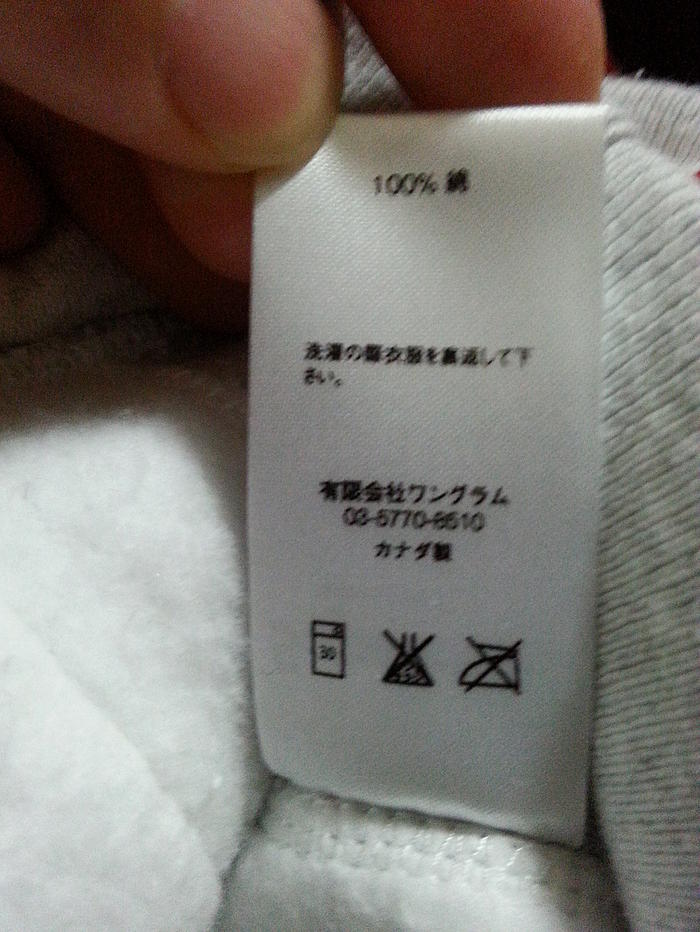 100% 綿
洗濯の際衣服を裏返して下
さい。
有限会社ワングラム
03-5770-8510
カナダ製
30